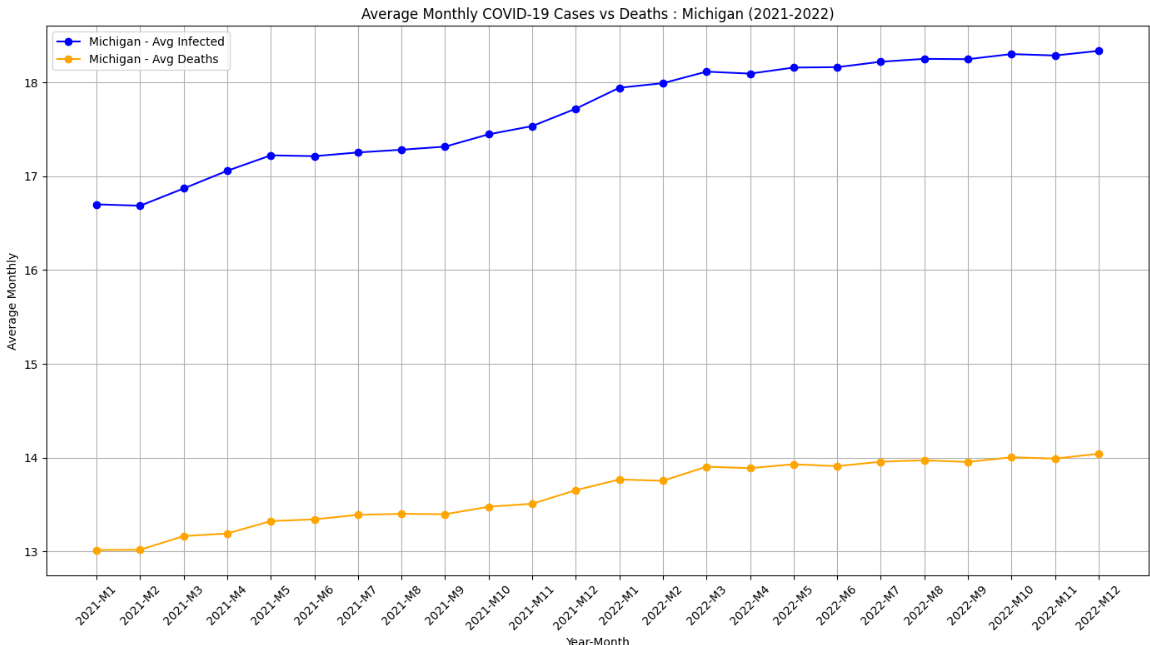 Average Monthly COVID-19 Cases vs Deaths : Michigan (2021-2022)
Michigan - Avg Infected
Michigan - Avg Deaths
Average Monthly
18
17
16
15
14
13
2021-M1
2021-M2
2021-M3
2021-M4
2021-M5
2021-M6
2021-M7
2021-M8
2021-M9
2021-M10
2021-M11
2021-M12
2022-M1
2022-M2
2022-M3
2022-M4
2022-M5
2022-M6
2022-M7
2022-M8
2022-M9
2022-M10
2022-M11
2022-M12
Year-Month